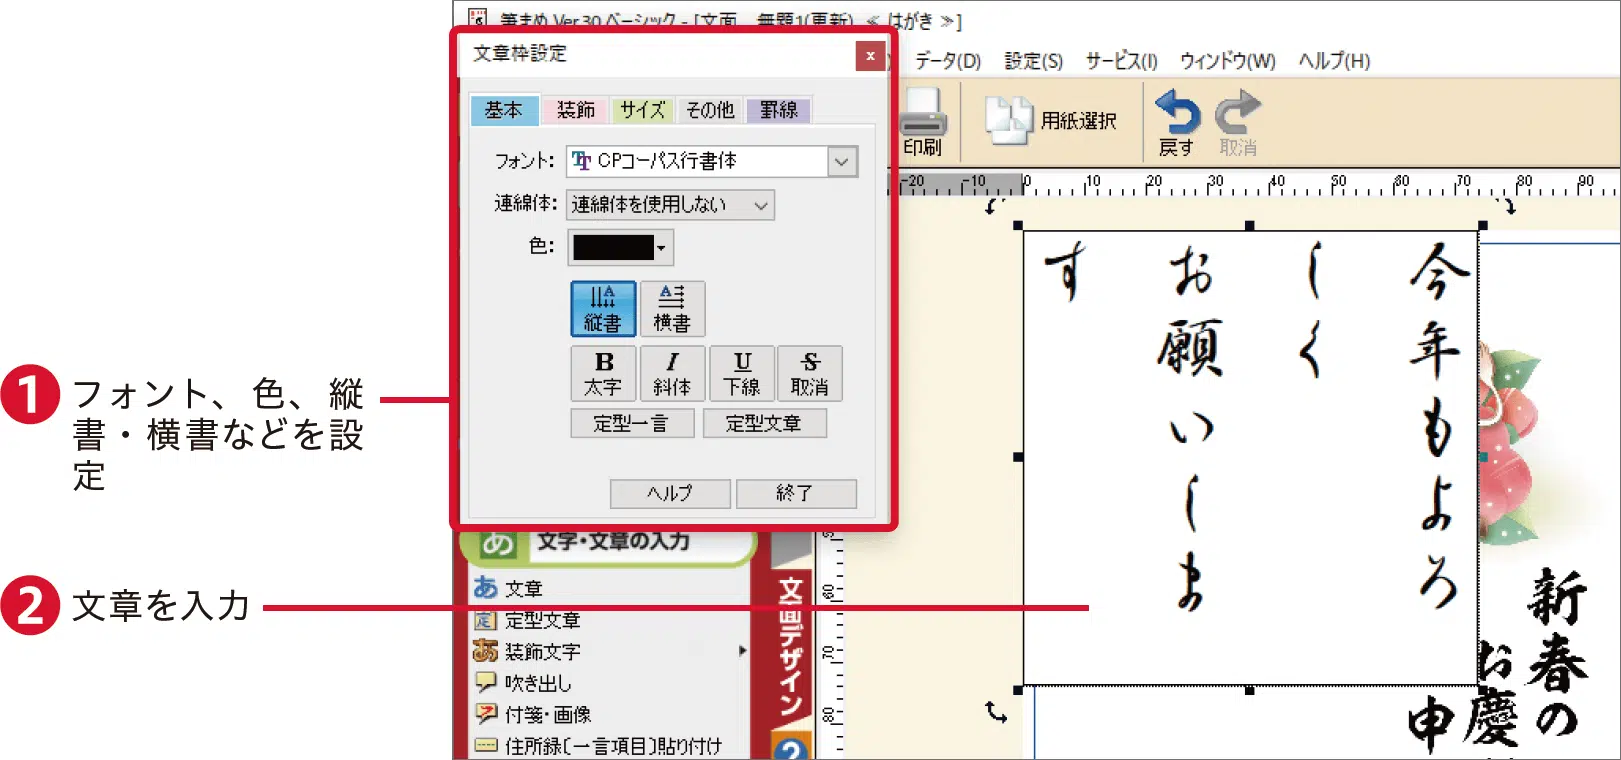 筆まめ Ver.30 ベーシック - [文面 無題1(更新) ≪ はがき ≫]
データ(D) 設定(S) サービス(I) ウィンドウ(W) ヘルプ(H)
印刷
用紙選択
戻す
取消
-20 -10 0 10 20 30 40 50 60 70 80 90
文章枠設定
x
基本 装飾 サイズ その他 罫線
フォント: CPコーパス行書体
連綿体: 連綿体を使用しない
色:
縦書 横書
B I U S
太字 斜体 下線 取消
定型一言 定型文章
ヘルプ 終了
1 フォント、色、縦
書・横書などを設
定
2 文章を入力
あ 文字・文章の入力
あ 文章
定 定型文章
あ 装飾文字
吹き出し
付箋・画像
住所録[一言項目]貼り付け
文面デザイン
2
60
70
80
今年もよろ
しく
お願いしま
す
新春の
お慶
申